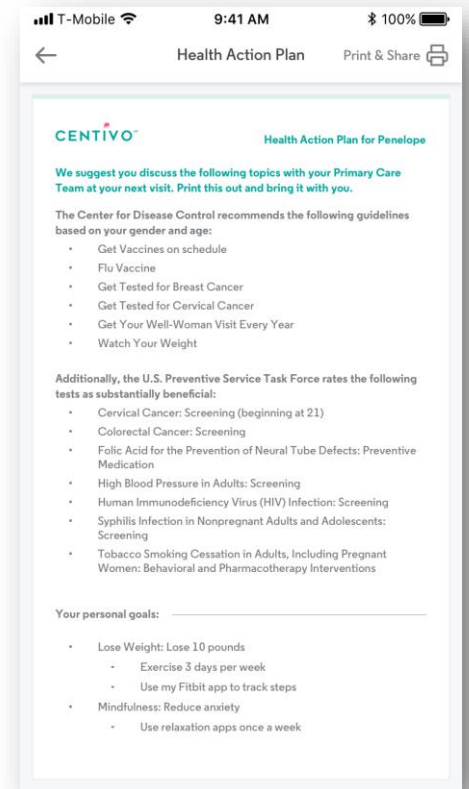 T-Mobile 9:41 AM 100%
Health Action Plan Print & Share
CENTIVO™
Health Action Plan for Penelope
We suggest you discuss the following topics with your Primary Care
Team at your next visit. Print this out and bring it with you.
The Center for Disease Control recommends the following guidelines
based on your gender and age:
• Get Vaccines on schedule
• Flu Vaccine
• Get Tested for Breast Cancer
• Get Tested for Cervical Cancer
• Get Your Well-Woman Visit Every Year
• Watch Your Weight
Additionally, the U.S. Preventive Service Task Force rates the following
tests as substantially beneficial:
• Cervical Cancer: Screening (beginning at 21)
• Colorectal Cancer: Screening
• Folic Acid for the Prevention of Neural Tube Defects: Preventive
Medication
• High Blood Pressure in Adults: Screening
• Human Immunodeficiency Virus (HIV) Infection: Screening
• Syphilis Infection in Nonpregnant Adults and Adolescents:
Screening
• Tobacco Smoking Cessation in Adults, Including Pregnant
Women: Behavioral and Pharmacotherapy Interventions
Your personal goals:
• Lose Weight: Lose 10 pounds
- Exercise 3 days per week
- Use my Fitbit app to track steps
• Mindfulness: Reduce anxiety
- Use relaxation apps once a week